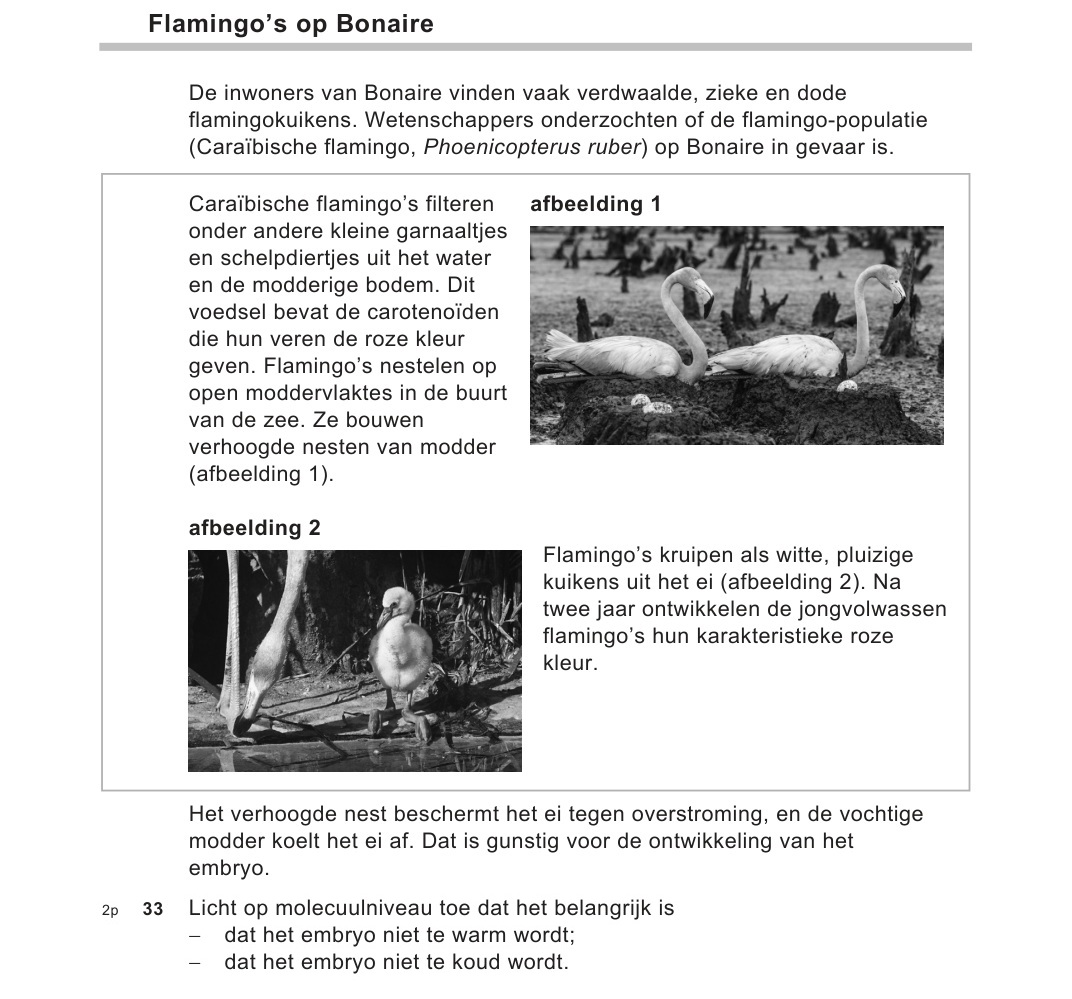 Flamingo’s op Bonaire
De inwoners van Bonaire vinden vaak verdwaalde, zieke en dode
flamingokuikens. Wetenschappers onderzochten of de flamingo-populatie
(Caraïbische flamingo, Phoenicopterus ruber) op Bonaire in gevaar is.
Caraïbische flamingo’s filteren
onder andere kleine garnaaltjes
en schelpdiertjes uit het water
en de modderige bodem. Dit
voedsel bevat de carotenoïden
die hun veren de roze kleur
geven. Flamingo’s nestelen op
open moddervlaktes in de buurt
van de zee. Ze bouwen
verhoogde nesten van modder
(afbeelding 1).
afbeelding 1
afbeelding 2
Flamingo’s kruipen als witte, pluizige
kuikens uit het ei (afbeelding 2). Na
twee jaar ontwikkelen de jongvolwassen
flamingo’s hun karakteristieke roze
kleur.
Het verhoogde nest beschermt het ei tegen overstroming, en de vochtige
modder koelt het ei af. Dat is gunstig voor de ontwikkeling van het
embryo.
2p 33 Licht op molecuulniveau toe dat het belangrijk is
– dat het embryo niet te warm wordt;
– dat het embryo niet te koud wordt.